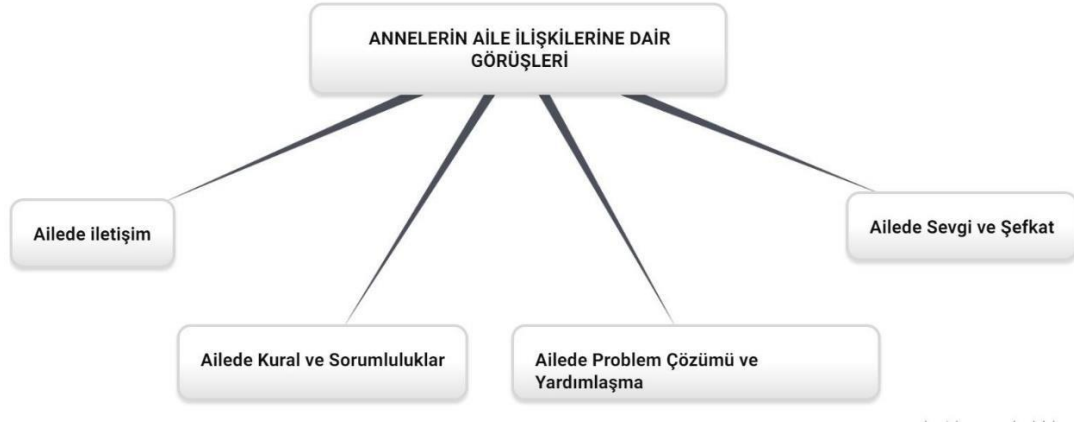 ANNELERİN AİLE İLİŞKİLERİNE DAİR
GÖRÜŞLERİ
Ailede iletişim
Ailede Sevgi ve Şefkat
Ailede Kural ve Sorumluluklar
Ailede Problem Çözümü ve
Yardımlaşma